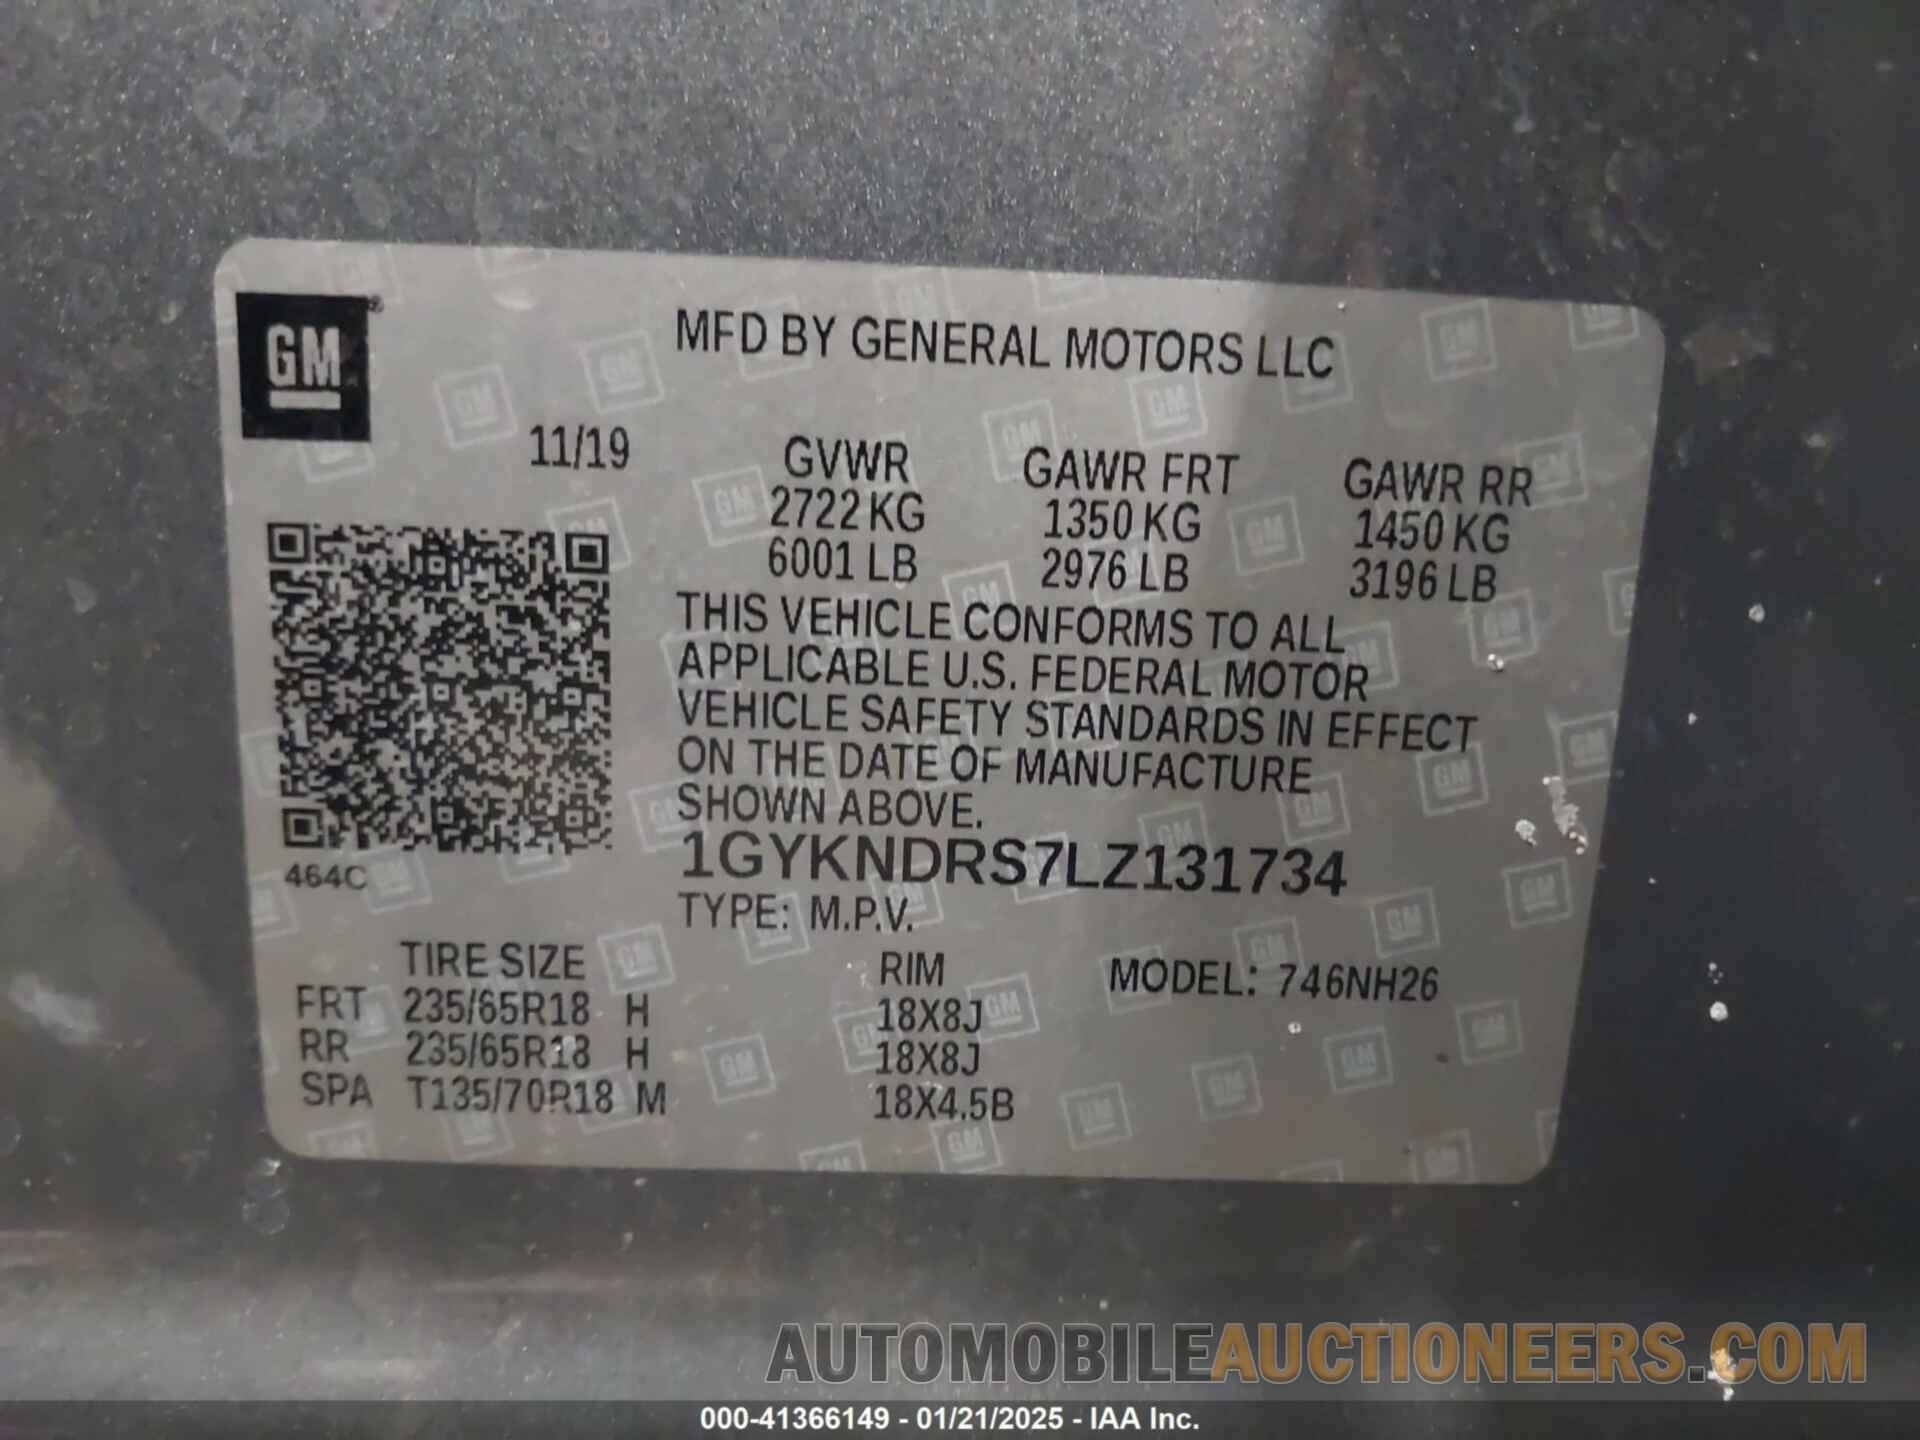 GM
MFD BY GENERAL MOTORS LLC
11/19 GVWR GAWR FRT GAWR RR
2722 KG 1350 KG 1450 KG
6001 LB 2976 LB 3196 LB
THIS VEHICLE CONFORMS TO ALL
APPLICABLE U.S. FEDERAL MOTOR
VEHICLE SAFETY STANDARDS IN EFFECT
ON THE DATE OF MANUFACTURE
SHOWN ABOVE.
1GYKNDRS7LZ131734
464C
TYPE: M.P.V.
TIRE SIZE RIM MODEL: 746NH26
FRT 235/65R18 H 18X8J
RR 235/65R18 H 18X8J
SPA T135/70R18 M 18X4.5B
AUTOMOBILEAUCTIONEERS.COM
000-41366149 - 01/21/2025 - IAA Inc.